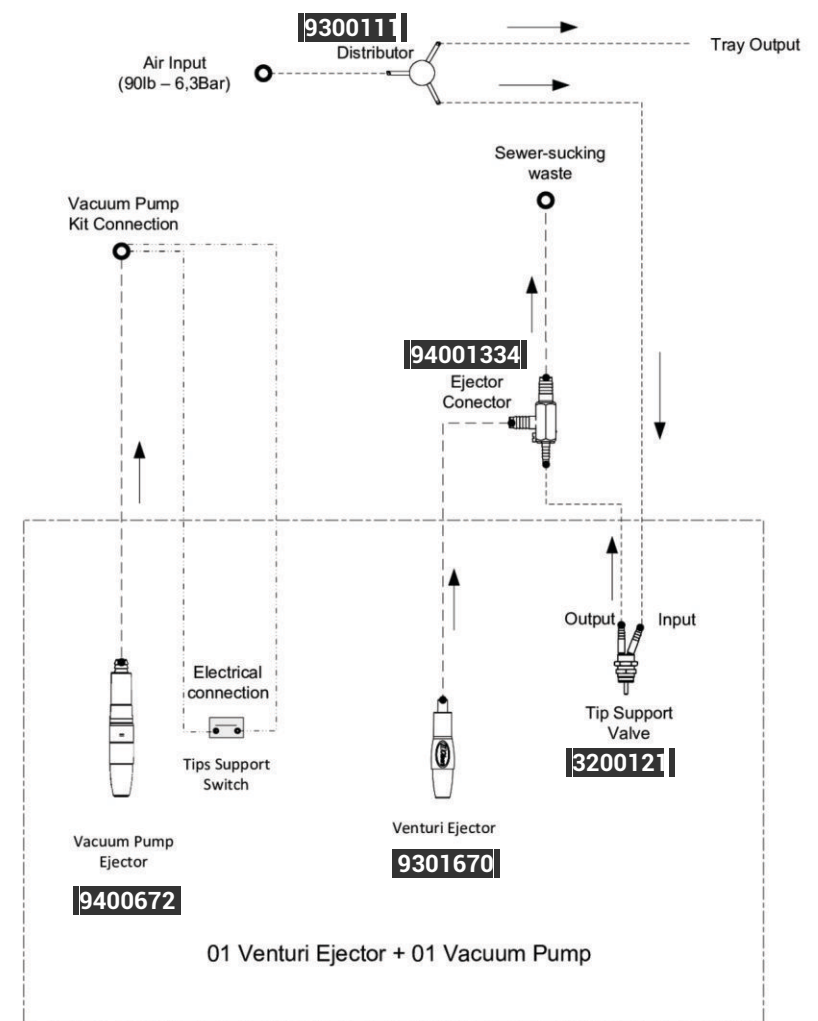 9300111
Distributor
Air Input
(90lb – 6,3Bar)
Tray Output
Sewer-sucking
waste
Vacuum Pump
Kit Connection
94001334
Ejector
Conector
Output
Input
Electrical
connection
Tips Support
Switch
Tip Support
Valve
3200121
Venturi Ejector
9301670
Vacuum Pump
Ejector
9400672
01 Venturi Ejector + 01 Vacuum Pump